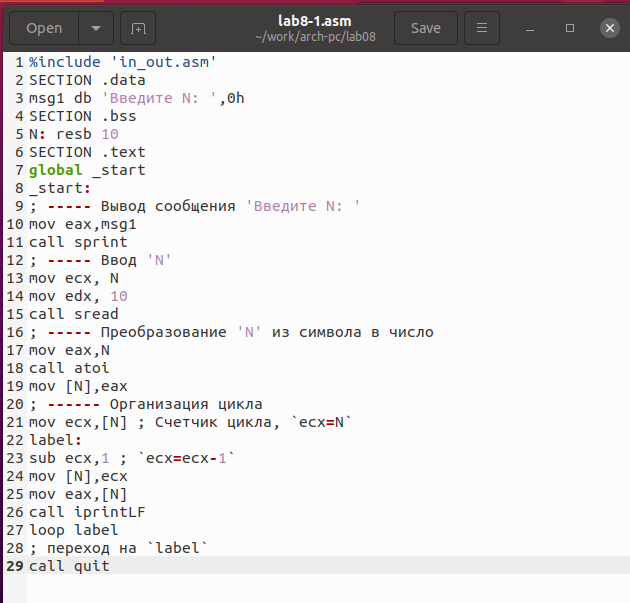 Open
lab8-1.asm
~/work/arch-pc/lab08
Save
1 %include 'in_out.asm'
2 SECTION .data
3 msg1 db 'Введите N: ',0h
4 SECTION .bss
5 N: resb 10
6 SECTION .text
7 global _start
8 _start:
9 ; ----- Вывод сообщения 'Введите N: '
10 mov eax,msg1
11 call sprint
12 ; ----- Ввод 'N'
13 mov ecx, N
14 mov edx, 10
15 call sread
16 ; ----- Преобразование 'N' из символа в число
17 mov eax,N
18 call atoi
19 mov [N],eax
20 ; ------ Организация цикла
21 mov ecx,[N] ; Счетчик цикла, `ecx=N`
22 label:
23 sub ecx,1 ; `ecx=ecx-1`
24 mov [N],ecx
25 mov eax,[N]
26 call iprintLF
27 loop label
28 ; переход на `label`
29 call quit